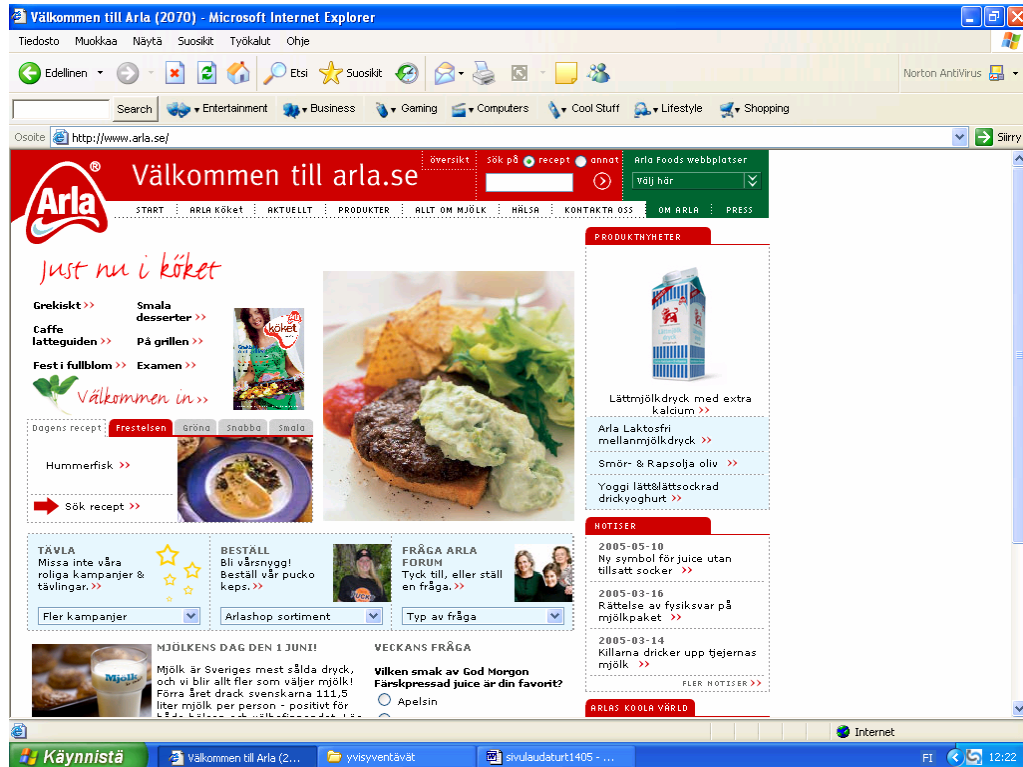 Välkommen till Arla (2070) - Microsoft Internet Explorer
Tiedosto Muokkaa Näytä Suosikit Työkalut Ohje
Edellinen Etsi Suosikit Norton AntiVirus
Search Entertainment Business Gaming Computers Cool Stuff Lifestyle Shopping
Osoite http://www.arla.se/ Siirry
Arla ®
Välkommen till arla.se
översikt
Sök på recept annat
Arla Foods webbplatser
Välj här
START ARLA Köket AKTUELLT PRODUKTER ALLT OM MJÖLK HÄLSA KONTAKTA OSS OM ARLA PRESS
Just nu i köket
Grekiskt >>
Caffe
latteguiden >>
Fest i fullblom >>
Smala
desserter >>
På grillen >>
Examen >>
köket
Välkommen in >>
Dagens recept Frestelsen Gröna Snabba Smala
Hummerfisk >>
Sök recept >>
PRODUKTNYHETER
Lättmjölkdryck med extra
kalcium >>
Arla Laktosfri
mellanmjölkdryck >>
Smör- & Rapsolja oliv >>
Yoggi lätt&lättsockrad
drickyoghurt >>
NOTISER
2005-05-10
Ny symbol för juice utan
tillsatt socker >>
2005-03-16
Rättelse av fysiksvar på
mjölkpaket >>
2005-03-14
Killarna dricker upp tjejernas
mjölk >>
FLER NOTISER >>
ARLAS KOOLA VÄRLD
TÄVLA
Missa inte våra
roliga kampanjer &
tävlingar. >>
Fler kampanjer
BESTÄLL
Bli vårsnygg!
Beställ vår pucko
keps. >>
Arlashop sortiment
FRÅGA ARLA
FORUM
Tyck till, eller ställ
en fråga. >>
Typ av fråga
Mjölk
MJÖLKENS DAG DEN 1 JUNI!
Mjölk är Sveriges mest sålda dryck,
och vi blir allt fler som väljer mjölk!
Förra året drack svenskarna 111,5
liter mjölk per person - positivt för
VECKANS FRÅGA
Vilken smak av God Morgon
Färskpressad juice är din favorit?
Apelsin
Internet
Käynnistä Välkommen till Arla (2... yvisyventävät sivulaudaturt1405 - ... FI 12:22